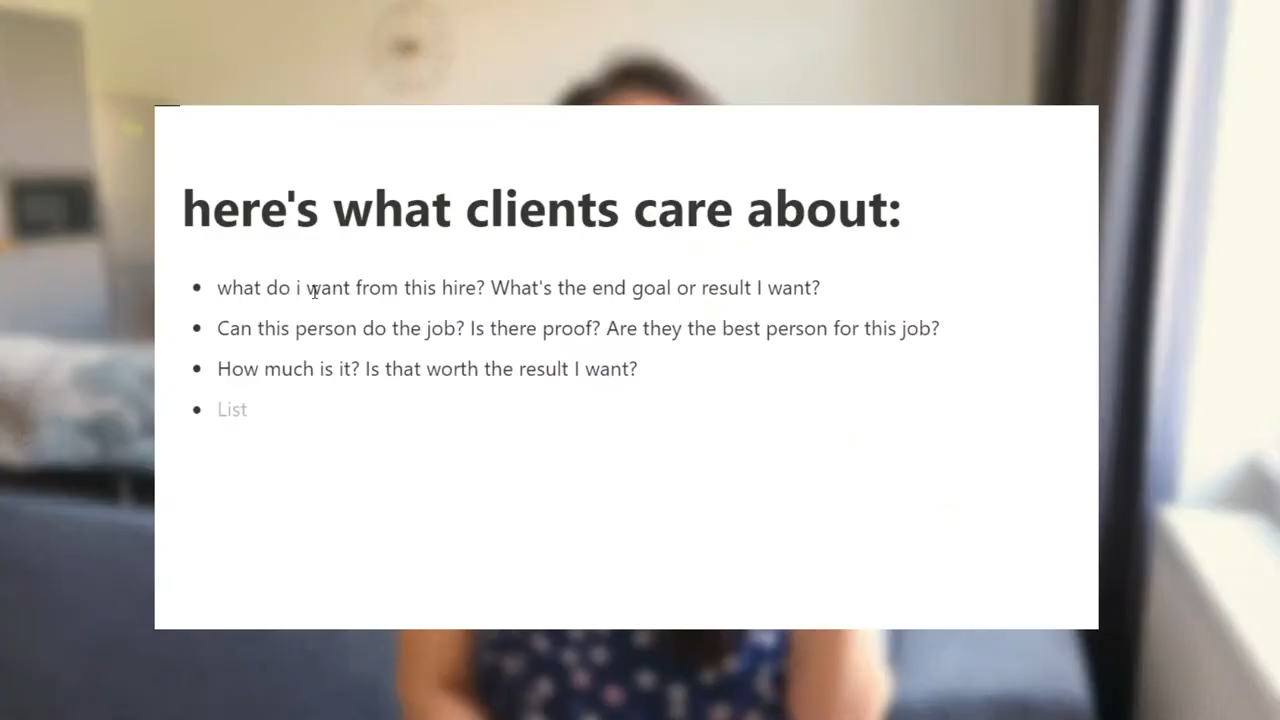 here's what clients care about:
what do i want from this hire? What's the end goal or result I want?
Can this person do the job? Is there proof? Are they the best person for this job?
How much is it? Is that worth the result I want?
List